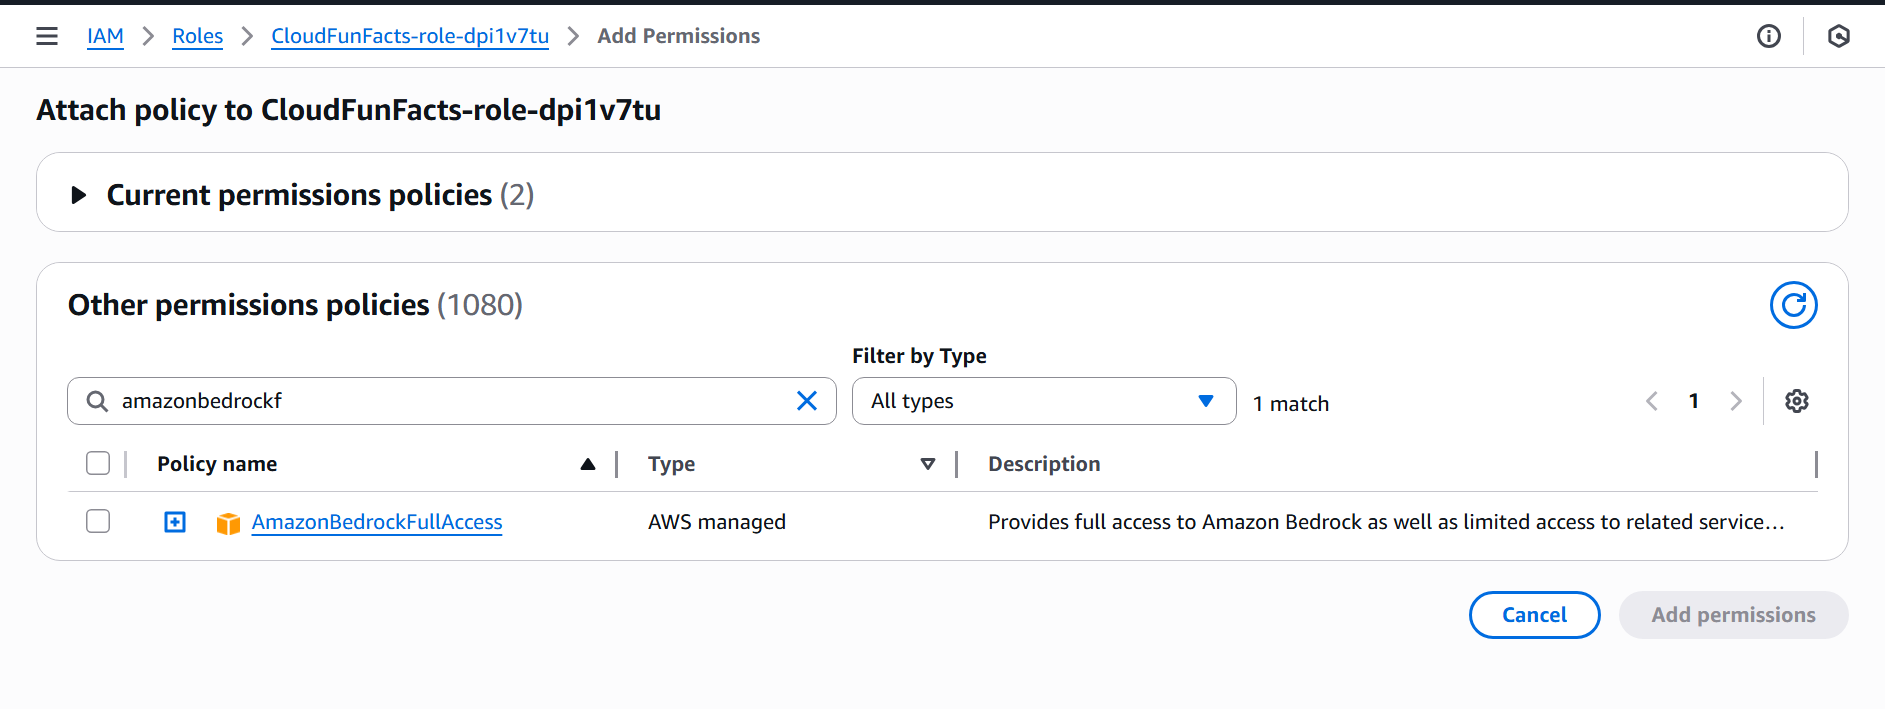 IAM > Roles > CloudFunFacts-role-dpi1v7tu > Add Permissions
Attach policy to CloudFunFacts-role-dpi1v7tu
Current permissions policies (2)
Other permissions policies (1080)
Filter by Type
amazonbedrockf All types 1 match 1
Policy name Type Description
AmazonBedrockFullAccess AWS managed Provides full access to Amazon Bedrock as well as limited access to related service...
Cancel Add permissions